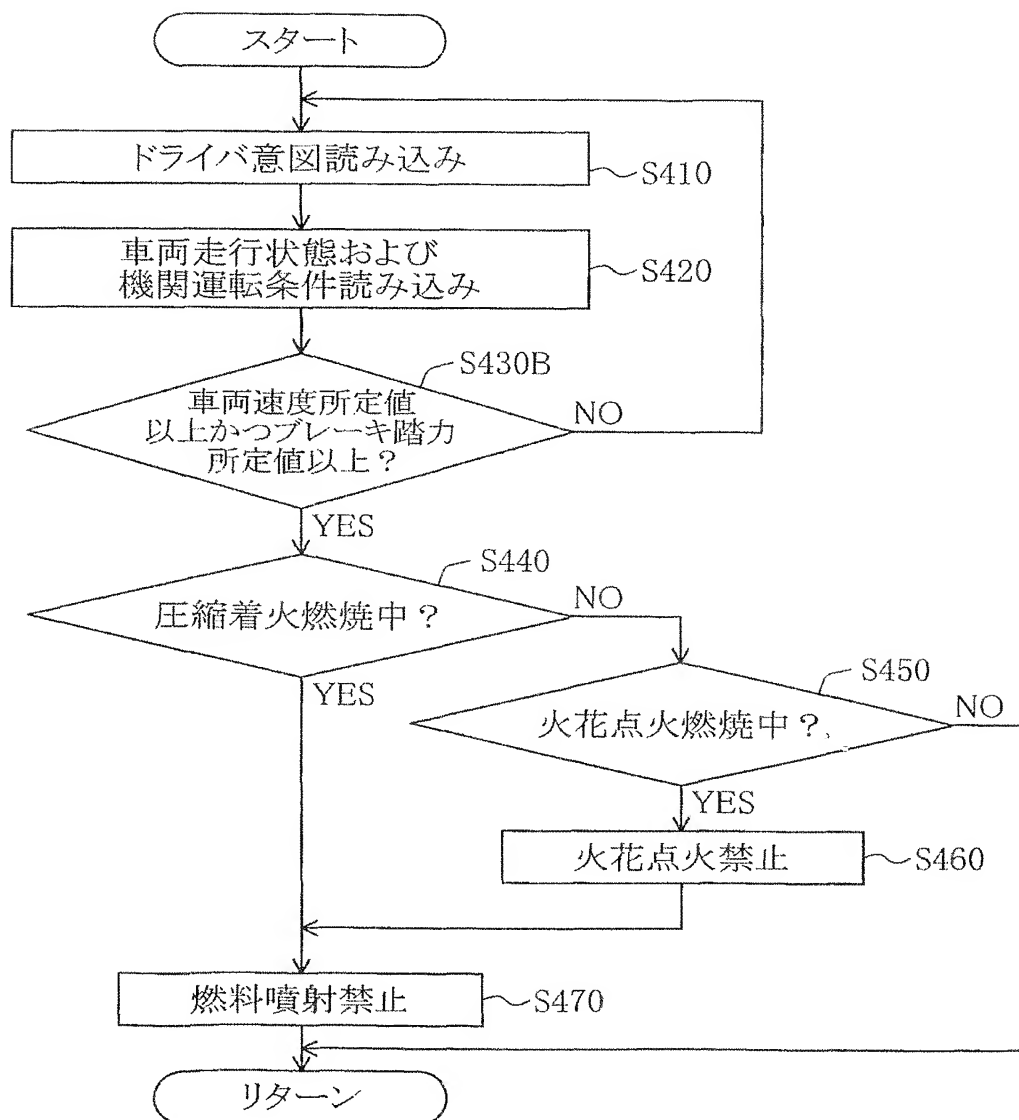 スタート
ドライバ意図読み込み
S410
車両走行状態および
機関運転条件読み込み
S420
S430B
車両速度所定値
以上かつブレーキ踏力
所定値以上?
NO
YES
S440
圧縮着火燃焼中?
NO
YES
S450
火花点火燃焼中?
NO
YES
火花点火禁止
S460
燃料噴射禁止
S470
リターン